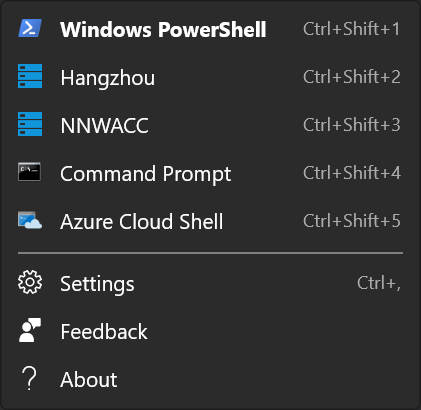 Windows PowerShell Ctrl+Shift+1
Hangzhou Ctrl+Shift+2
NNWACC Ctrl+Shift+3
Command Prompt Ctrl+Shift+4
Azure Cloud Shell Ctrl+Shift+5
Settings Ctrl+,
Feedback
About